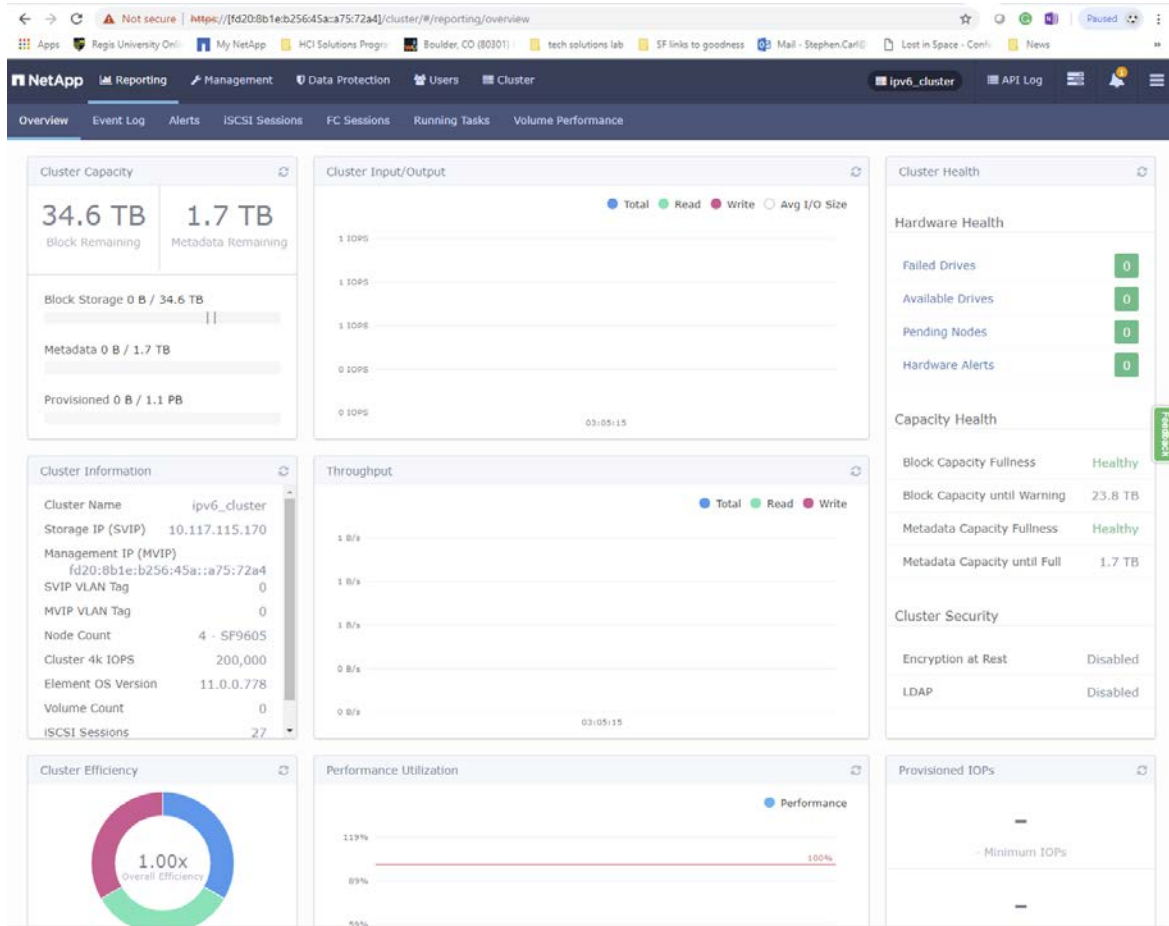 Not secure | https://[fd20:8b1e:b256:45a::a75:72a4]/cluster/#/reporting/overview
Paused
Apps Regis University Onli My NetApp HCI Solutions Progra Boulder, CO (80301) tech solutions lab SF links to goodness Mail - Stephen.Carl@ Lost in Space - Conf News
NetApp Reporting Management Data Protection Users Cluster ipv6_cluster API Log
Overview Event Log Alerts iSCSI Sessions FC Sessions Running Tasks Volume Performance
Cluster Capacity
34.6 TB 1.7 TB
Block Remaining Metadata Remaining
Block Storage 0 B / 34.6 TB
Metadata 0 B / 1.7 TB
Provisioned 0 B / 1.1 PB
Cluster Input/Output
Total Read Write Avg I/O Size
1 IOPS
1 IOPS
1 IOPS
0 IOPS
0 IOPS
03:05:15
Cluster Health
Hardware Health
Failed Drives 0
Available Drives 0
Pending Nodes 0
Hardware Alerts 0
Capacity Health
Block Capacity Fullness Healthy
Block Capacity until Warning 23.8 TB
Metadata Capacity Fullness Healthy
Metadata Capacity until Full 1.7 TB
Cluster Security
Encryption at Rest Disabled
LDAP Disabled
Feedback
Cluster Information
Cluster Name ipv6_cluster
Storage IP (SVIP) 10.117.115.170
Management IP (MVIP)
fd20:8b1e:b256:45a::a75:72a4
SVIP VLAN Tag 0
MVIP VLAN Tag 0
Node Count 4 - SF9605
Cluster 4k IOPS 200,000
Element OS Version 11.0.0.778
Volume Count 0
iSCSI Sessions 27
Throughput
Total Read Write
1 B/s
1 B/s
1 B/s
0 B/s
0 B/s
03:05:15
Cluster Efficiency
1.00x
Overall Efficiency
Performance Utilization
Performance
119%
100%
89%
59%
Provisioned IOPs
–
- Minimum IOPs
–